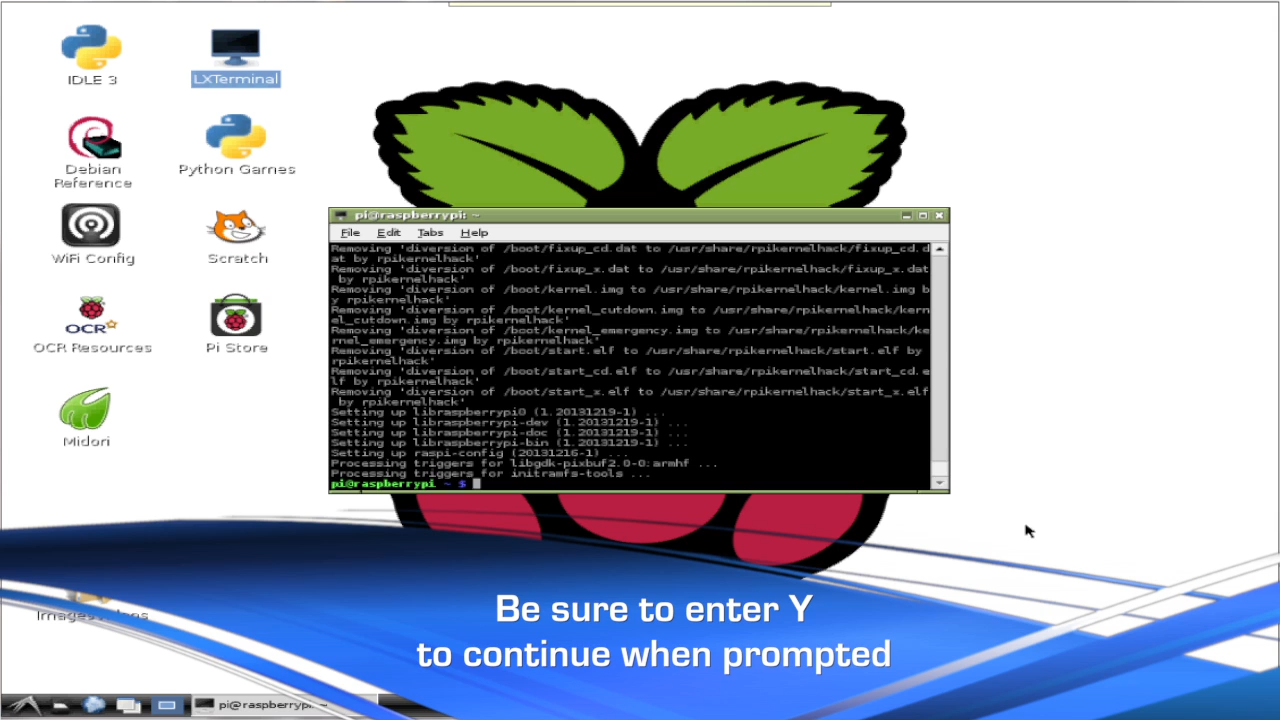 IDLE 3
LXTerminal
Debian
Reference
Python Games
WiFi Config
Scratch
OCR
OCR Resources
Pi Store
Midori
pi@raspberrypi: ~
File Edit Tabs Help
Removing 'diversion of /boot/fixup_cd.dat to /usr/share/rpikernelhack/fixup_cd.d
at by rpikernelhack'
Removing 'diversion of /boot/fixup_x.dat to /usr/share/rpikernelhack/fixup_x.dat
 by rpikernelhack'
Removing 'diversion of /boot/kernel.img to /usr/share/rpikernelhack/kernel.img b
y rpikernelhack'
Removing 'diversion of /boot/kernel_cutdown.img to /usr/share/rpikernelhack/kern
el_cutdown.img by rpikernelhack'
Removing 'diversion of /boot/kernel_emergency.img to /usr/share/rpikernelhack/ke
rnel_emergency.img by rpikernelhack'
Removing 'diversion of /boot/start.elf to /usr/share/rpikernelhack/start.elf by
rpikernelhack'
Removing 'diversion of /boot/start_cd.elf to /usr/share/rpikernelhack/start_cd.e
lf by rpikernelhack'
Removing 'diversion of /boot/start_x.elf to /usr/share/rpikernelhack/start_x.elf
 by rpikernelhack'
Setting up libraspberrypi0 (1.20131219-1) ...
Setting up libraspberrypi-dev (1.20131219-1) ...
Setting up libraspberrypi-doc (1.20131219-1) ...
Setting up libraspberrypi-bin (1.20131219-1) ...
Setting up raspi-config (20131216-1) ...
Processing triggers for libgdk-pixbuf2.0-0:armhf ...
Processing triggers for initramfs-tools ...
pi@raspberrypi ~ $
Be sure to enter Y
to continue when prompted
pi@raspberrypi: ~